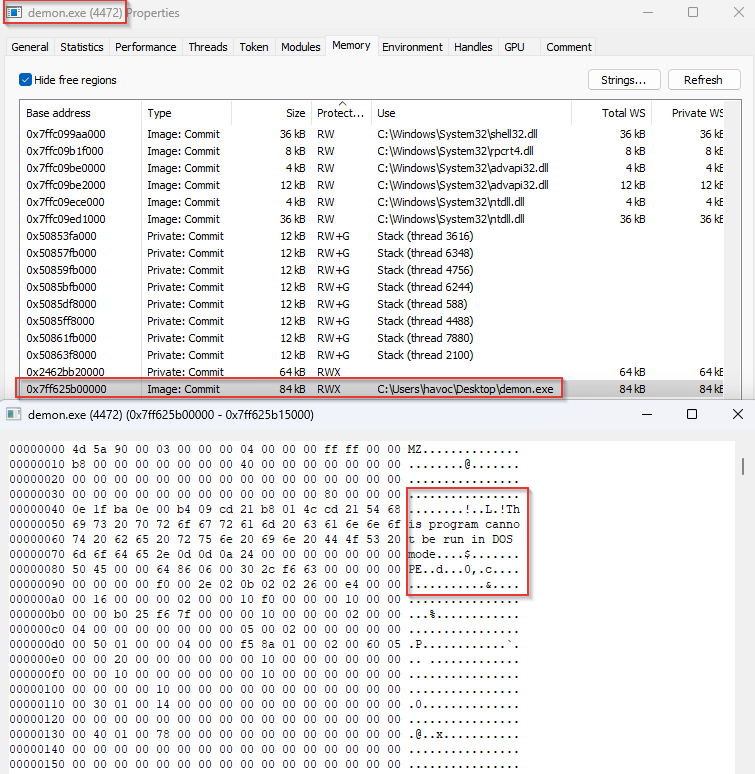 demon.exe (4472) Properties
General Statistics Performance Threads Token Modules Memory Environment Handles GPU Comment
Hide free regions Strings... Refresh
Base address Type Size Protect... Use Total WS Private WS
0x7ffc099aa000 Image: Commit 36 kB RW C:\Windows\System32\shell32.dll 36 kB 36 kB
0x7ffc09b1f000 Image: Commit 8 kB RW C:\Windows\System32\rpcrt4.dll 8 kB 8 kB
0x7ffc09be0000 Image: Commit 4 kB RW C:\Windows\System32\advapi32.dll 4 kB 4 kB
0x7ffc09be2000 Image: Commit 12 kB RW C:\Windows\System32\advapi32.dll 12 kB 12 kB
0x7ffc09ece000 Image: Commit 4 kB RW C:\Windows\System32\ntdll.dll 4 kB 4 kB
0x7ffc09ed1000 Image: Commit 36 kB RW C:\Windows\System32\ntdll.dll 36 kB 36 kB
0x50853fa000 Private: Commit 12 kB RW+G Stack (thread 3616)
0x50857fb000 Private: Commit 12 kB RW+G Stack (thread 6348)
0x50859fb000 Private: Commit 12 kB RW+G Stack (thread 4756)
0x5085bfb000 Private: Commit 12 kB RW+G Stack (thread 6244)
0x5085df8000 Private: Commit 12 kB RW+G Stack (thread 588)
0x5085ff8000 Private: Commit 12 kB RW+G Stack (thread 4488)
0x50861fb000 Private: Commit 12 kB RW+G Stack (thread 7880)
0x50863f8000 Private: Commit 12 kB RW+G Stack (thread 2100)
0x2462bb20000 Private: Commit 64 kB RWX 64 kB 64 kB
0x7ff625b00000 Image: Commit 84 kB RWX C:\Users\havoc\Desktop\demon.exe 84 kB 84 kB
demon.exe (4472) (0x7ff625b00000 - 0x7ff625b15000)
00000000 4d 5a 90 00 03 00 00 00 04 00 00 00 ff ff 00 00 MZ..............
00000010 b8 00 00 00 00 00 00 00 40 00 00 00 00 00 00 00 ........@.......
00000020 00 00 00 00 00 00 00 00 00 00 00 00 00 00 00 00 ................
00000030 00 00 00 00 00 00 00 00 00 00 00 00 80 00 00 00 ................
00000040 0e 1f ba 0e 00 b4 09 cd 21 b8 01 4c cd 21 54 68 ........!..L.!Th
00000050 69 73 20 70 72 6f 67 72 61 6d 20 63 61 6e 6e 6f is program canno
00000060 74 20 62 65 20 72 75 6e 20 69 6e 20 44 4f 53 20 t be run in DOS
00000070 6d 6f 64 65 2e 0d 0d 0a 24 00 00 00 00 00 00 00 mode....$.......
00000080 50 45 00 00 64 86 06 00 30 2c cf 63 00 00 00 00 PE..d...0,.c....
00000090 00 00 00 00 f0 00 2e 02 0b 02 02 26 00 e4 00 00 ...........&....
000000a0 00 16 00 00 00 02 00 00 10 f0 00 00 00 10 00 00 ................
000000b0 00 00 b0 25 f6 7f 00 00 00 10 00 00 00 02 00 00 ...%............
000000c0 04 00 00 00 00 00 00 00 05 00 02 00 00 00 00 00 ................
000000d0 00 50 01 00 00 04 00 00 f5 8a 01 00 02 00 60 05 .P............`.
000000e0 00 00 20 00 00 00 00 00 00 10 00 00 00 00 00 00 .. .............
000000f0 00 00 10 00 00 00 00 00 00 10 00 00 00 00 00 00 ................
00000100 00 00 00 00 10 00 00 00 00 00 00 00 00 00 00 00 ................
00000110 00 30 01 00 14 00 00 00 00 00 00 00 00 00 00 00 .0..............
00000120 00 00 00 00 00 00 00 00 00 00 00 00 00 00 00 00 ................
00000130 00 40 01 00 78 00 00 00 00 00 00 00 00 00 00 00 .@..x...........
00000140 00 00 00 00 00 00 00 00 00 00 00 00 00 00 00 00 ................
00000150 00 00 00 00 00 00 00 00 00 00 00 00 00 00 00 00 ................